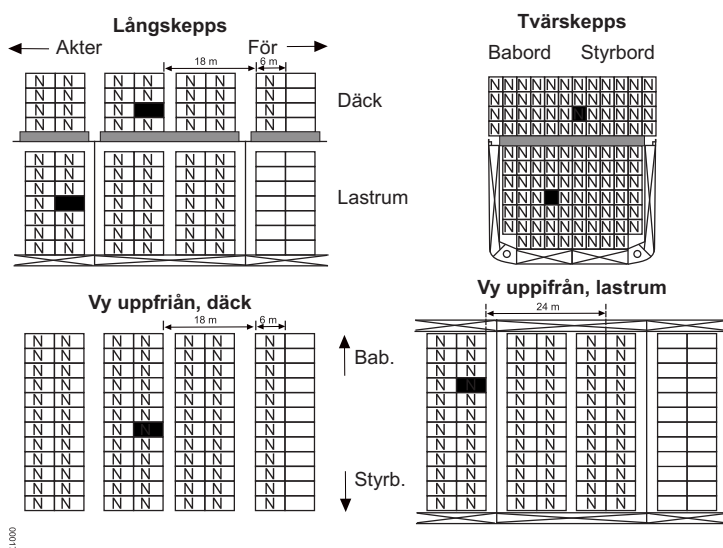 Långskepps
Akter
För
18 m
6 m
Däck
Lastrum
Tvärskepps
Babord Styrbord
Vy uppfriån, däck
18 m
6 m
Bab.
Styrb.
Vy uppifrån, lastrum
24 m